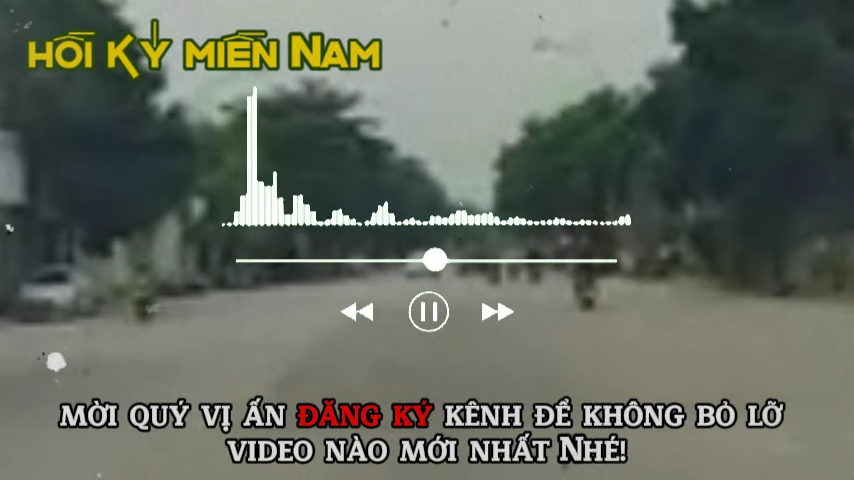 HỒI KÝ MIỀN NAM
MỜI QUÝ VỊ ẤN ĐĂNG KÝ KÊNH ĐỂ KHÔNG BỎ LỠ
VIDEO NÀO MỚI NHẤT NHÉ!